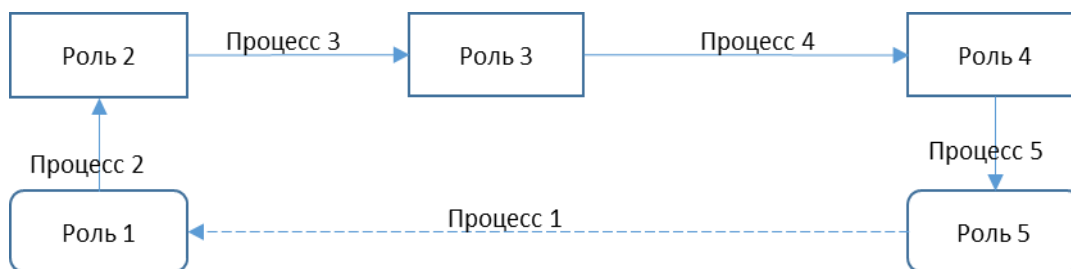 Процесс 3
Процесс 4
Роль 2
Роль 3
Роль 4
Процесс 2
Процесс 5
Роль 1
Процесс 1
Роль 5